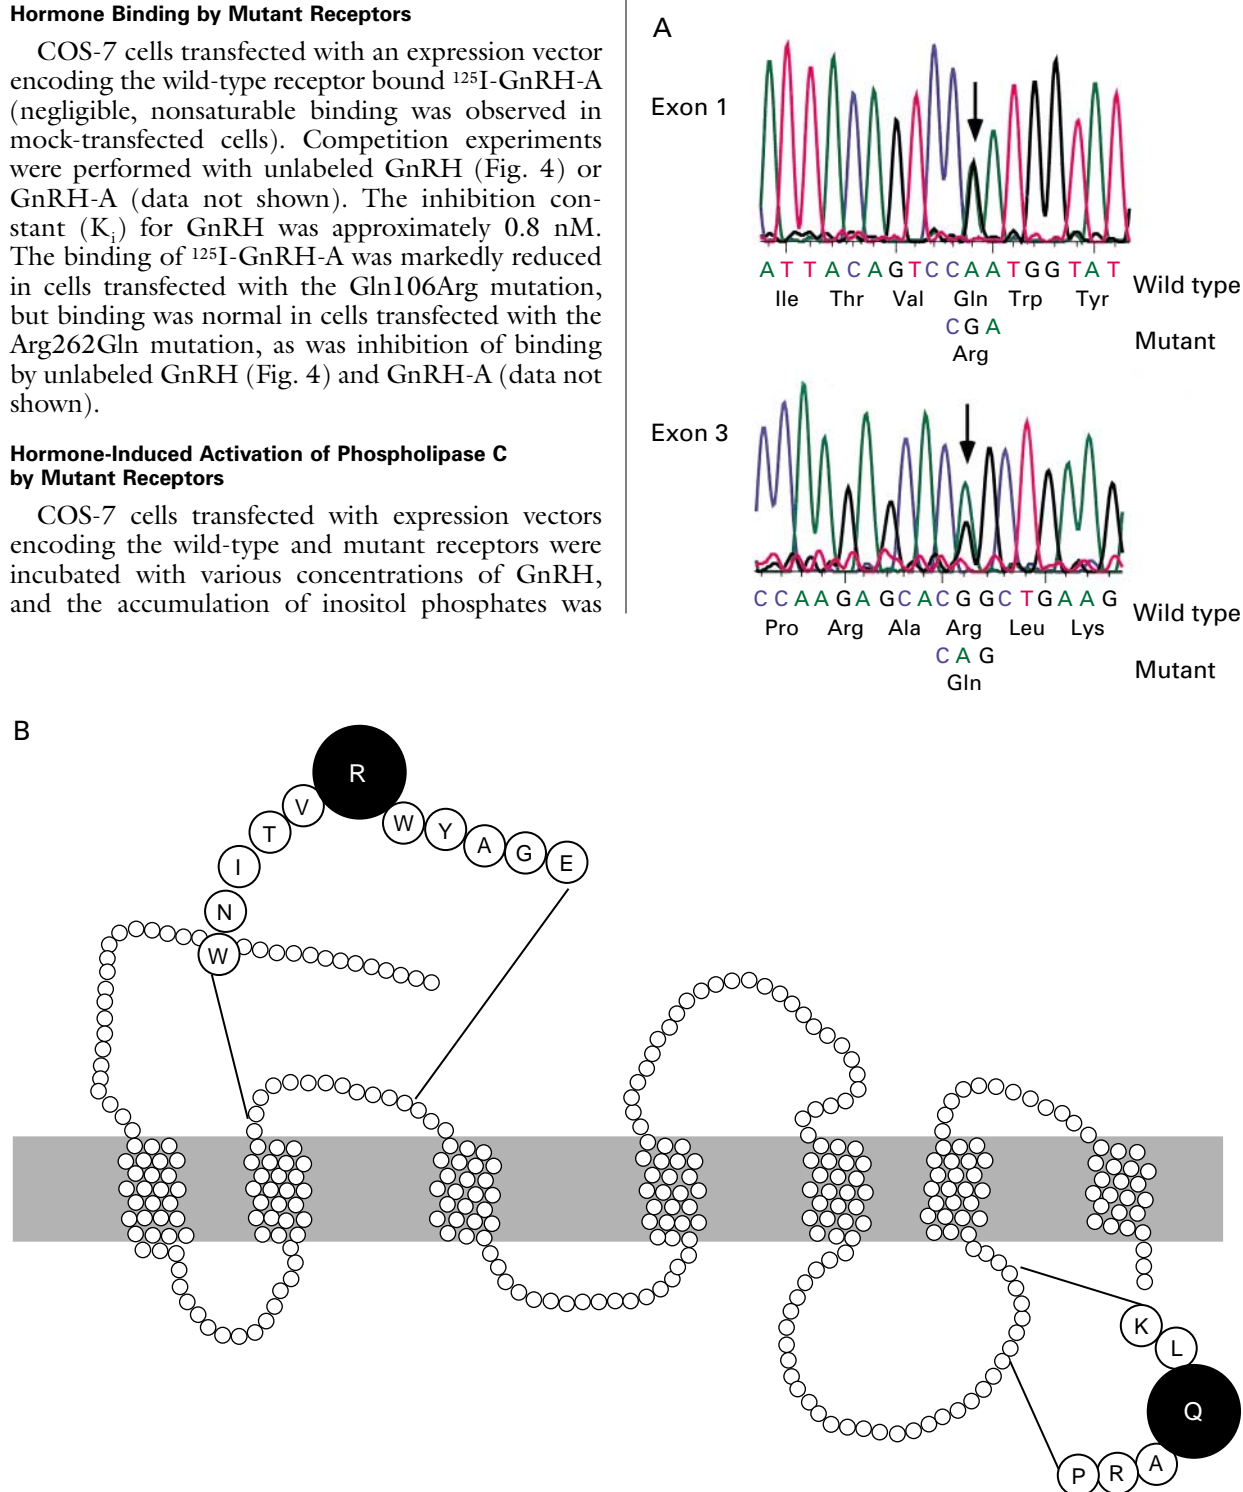 Hormone Binding by Mutant Receptors
COS-7 cells transfected with an expression vector
encoding the wild-type receptor bound ¹²⁵I-GnRH-A
(negligible, nonsaturable binding was observed in
mock-transfected cells). Competition experiments
were performed with unlabeled GnRH (Fig. 4) or
GnRH-A (data not shown). The inhibition con-
stant (Kᵢ) for GnRH was approximately 0.8 nM.
The binding of ¹²⁵I-GnRH-A was markedly reduced
in cells transfected with the Gln106Arg mutation,
but binding was normal in cells transfected with the
Arg262Gln mutation, as was inhibition of binding
by unlabeled GnRH (Fig. 4) and GnRH-A (data not
shown).
Hormone-Induced Activation of Phospholipase C
by Mutant Receptors
COS-7 cells transfected with expression vectors
encoding the wild-type and mutant receptors were
incubated with various concentrations of GnRH,
and the accumulation of inositol phosphates was
A
Exon 1
A T T A C A G T C C A A T G G T A T
Wild type
Ile Thr Val Gln Trp Tyr
C G A
Mutant
Arg
Exon 3
C C A A G A G C A C G G C T G A A G
Wild type
Pro Arg Ala Arg Leu Lys
C A G
Mutant
Gln
B
R
V
T
I
N
W
W
Y
A
G
E
K
L
Q
A
R
P